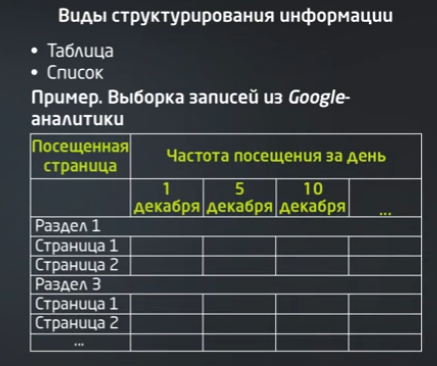 Виды структурирования информации
• Таблица
• Список
Пример. Выборка записей из Google-
аналитики
Посещенная страница Частота посещения за день
1 декабря 5 декабря 10 декабря ...
Раздел 1
Страница 1
Страница 2
Раздел 3
Страница 1
Страница 2
...